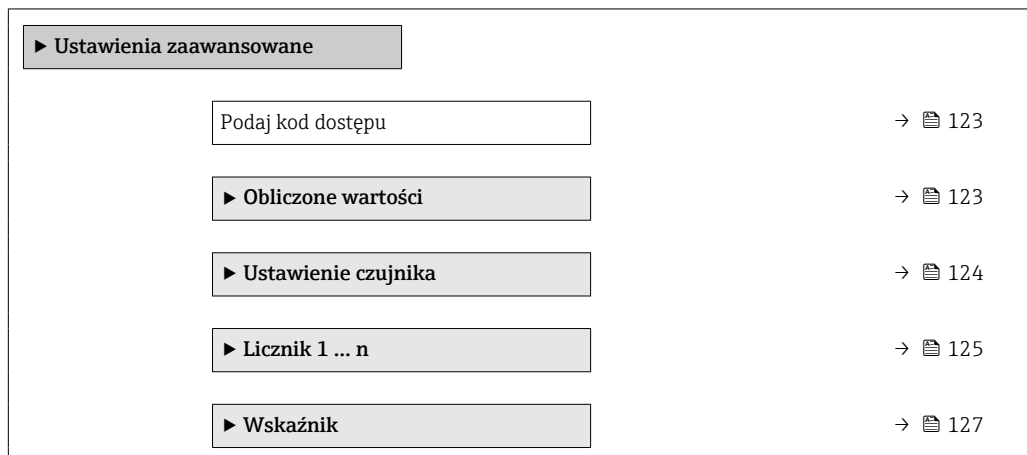 ▶ Ustawienia zaawansowane
Podaj kod dostępu → 123
▶ Obliczone wartości → 123
▶ Ustawienie czujnika → 124
▶ Licznik 1 … n → 125
▶ Wskaźnik → 127